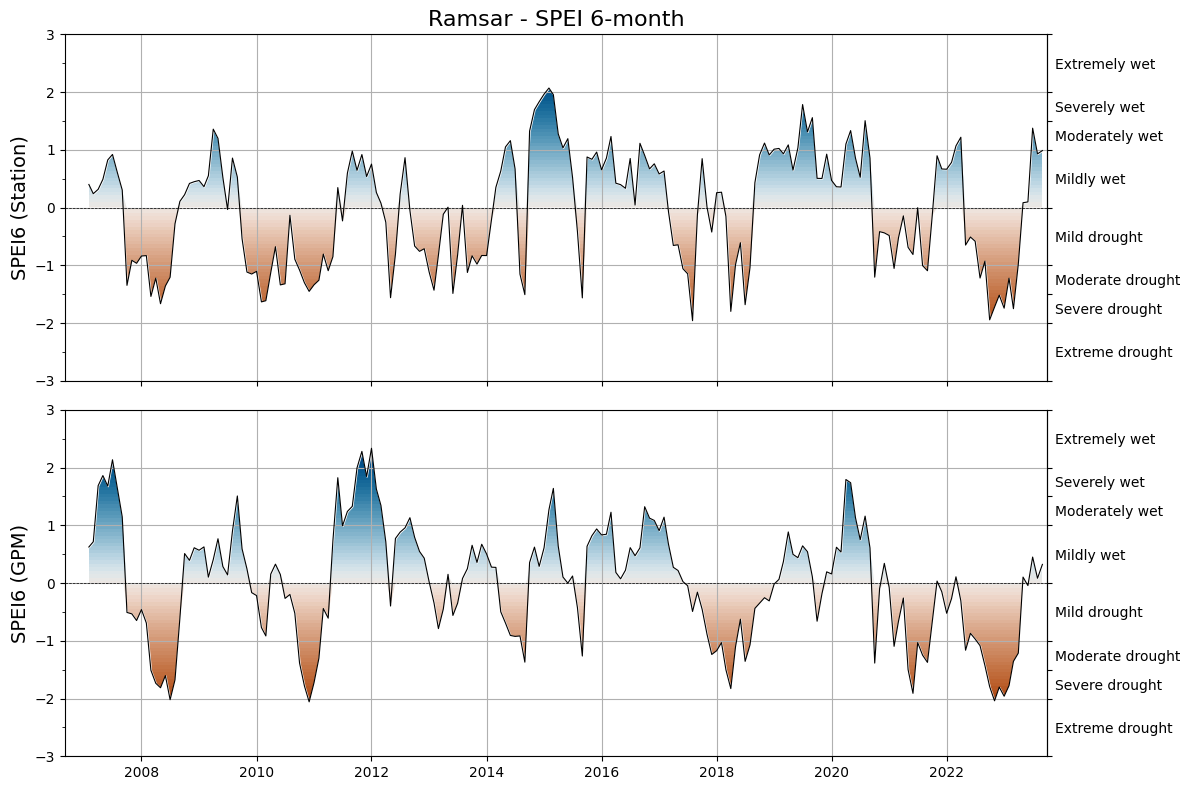 Ramsar - SPEI 6-month
SPEI6 (Station)
3
2
1
0
−1
−2
−3
Extremely wet
Severely wet
Moderately wet
Mildly wet
Mild drought
Moderate drought
Severe drought
Extreme drought
SPEI6 (GPM)
3
2
1
0
−1
−2
−3
Extremely wet
Severely wet
Moderately wet
Mildly wet
Mild drought
Moderate drought
Severe drought
Extreme drought
2008 2010 2012 2014 2016 2018 2020 2022